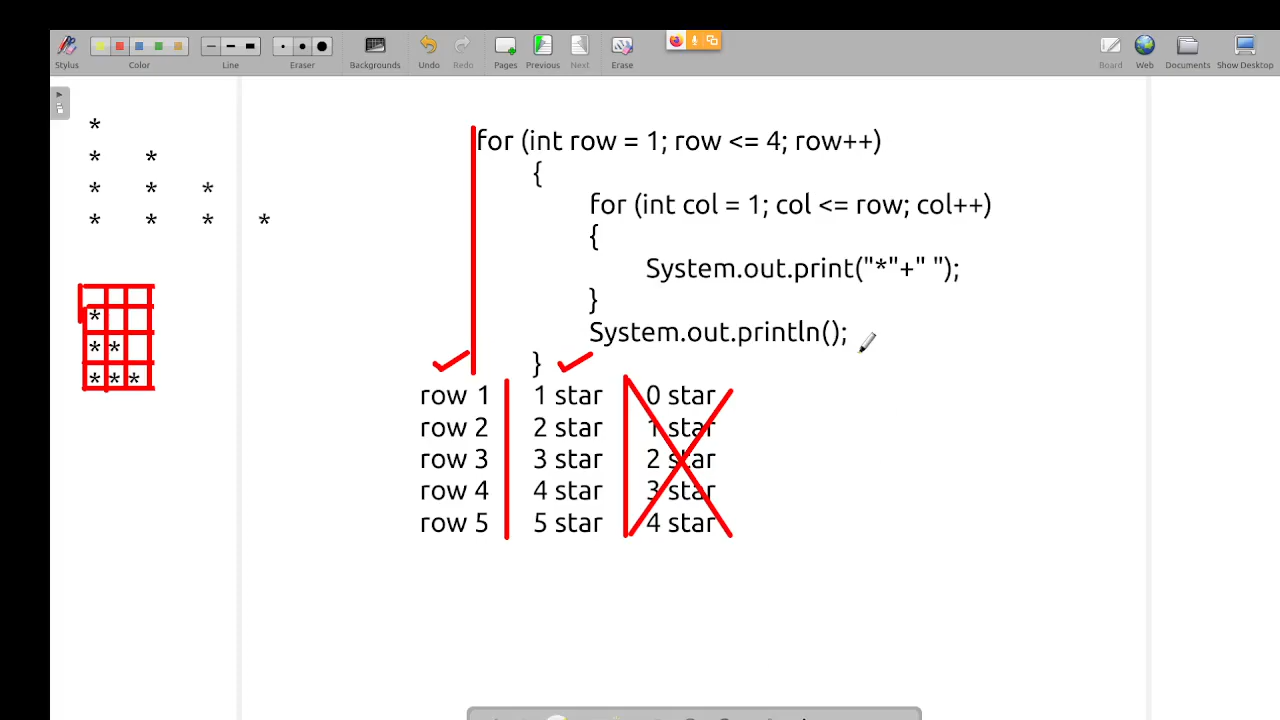 Stylus Color Line Eraser Backgrounds Undo Redo Pages Previous Next Erase Board Web Documents Show Desktop
*
* *
* * *
* * * *
*
**
***
for (int row = 1; row <= 4; row++)
{
for (int col = 1; col <= row; col++)
{
System.out.print("*"+" ");
}
System.out.println();
}
row 1 1 star 0 star
row 2 2 star 1 star
row 3 3 star 2 star
row 4 4 star 3 star
row 5 5 star 4 star